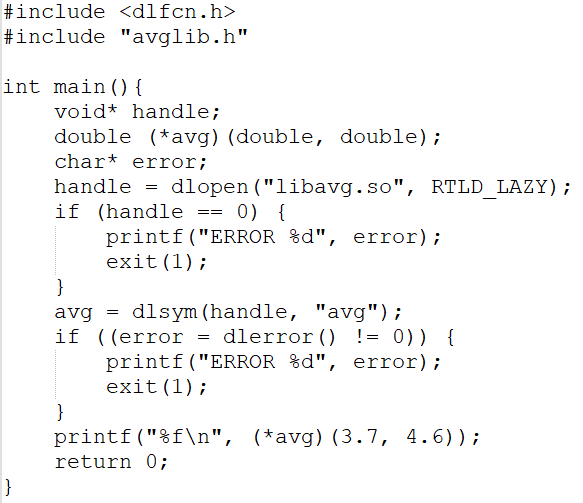 #include <dlfcn.h>
#include "avglib.h"

int main(){
    void* handle;
    double (*avg)(double, double);
    char* error;
    handle = dlopen("libavg.so", RTLD_LAZY);
    if (handle == 0) {
        printf("ERROR %d", error);
        exit(1);
    }
    avg = dlsym(handle, "avg");
    if ((error = dlerror() != 0)) {
        printf("ERROR %d", error);
        exit(1);
    }
    printf("%f\n", (*avg)(3.7, 4.6));
    return 0;
}